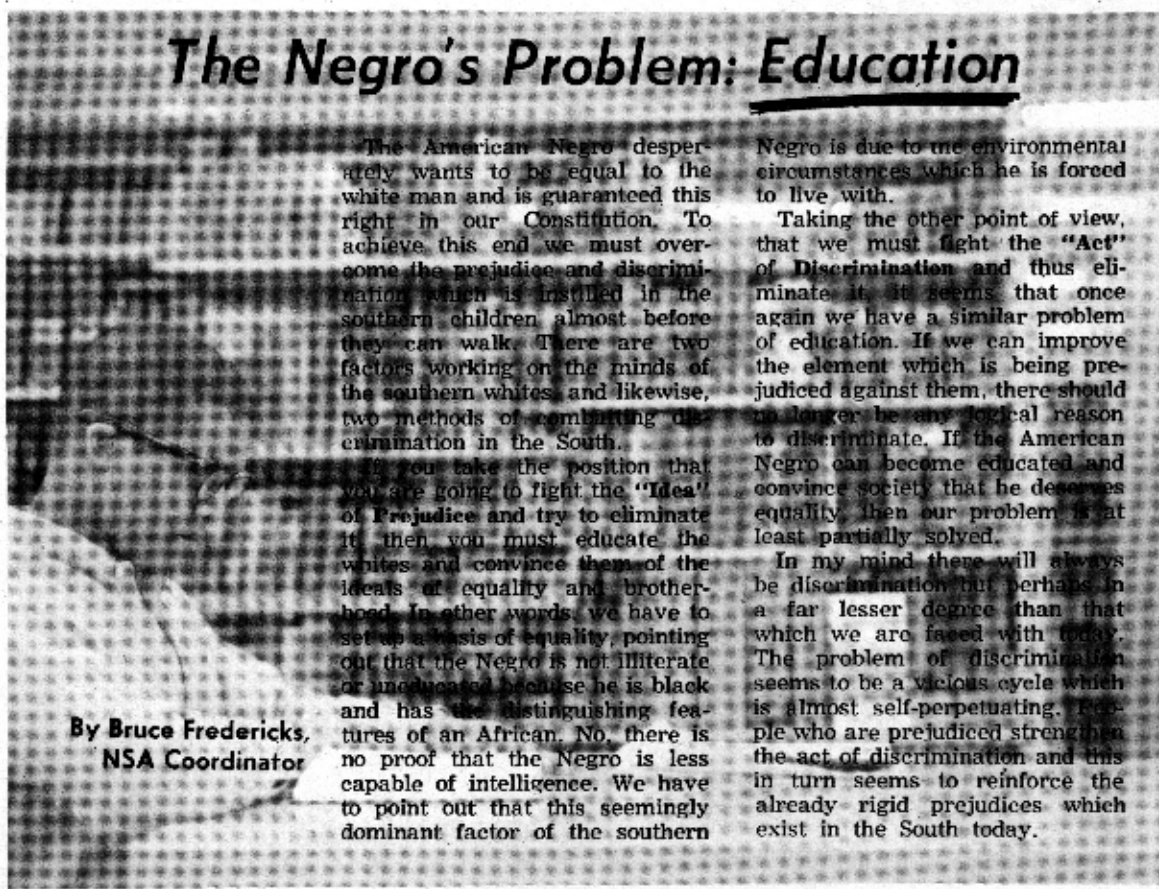 The Negro's Problem: Education
The American Negro desper-
ately wants to be equal to the
white man and is guaranteed this
right in our Constitution. To
achieve this end we must over-
come the prejudice and discrimi-
nation which is instilled in the
southern children almost before
they can walk. There are two
factors working on the minds of
the southern whites and likewise,
two methods of combatting dis-
crimination in the South.
If you take the position that
you are going to fight the "Idea"
of Prejudice and try to eliminate
it, then you must educate the
whites and convince them of the
ideals of equality and brother-
hood. In other words, we have to
set up a basis of equality, pointing
out that the Negro is not illiterate
or uneducated because he is black
and has the distinguishing fea-
tures of an African. No, there is
no proof that the Negro is less
capable of intelligence. We have
to point out that this seemingly
dominant factor of the southern
Negro is due to the environmental
circumstances which he is forced
to live with.
Taking the other point of view,
that we must fight the "Act"
of Discrimination and thus eli-
minate it, it seems that once
again we have a similar problem
of education. If we can improve
the element which is being pre-
judiced against them, there should
no longer be any logical reason
to discriminate. If the American
Negro can become educated and
convince society that he deserves
equality, then our problem is at
least partially solved.
In my mind there will always
be discrimination but perhaps in
a far lesser degree than that
which we are faced with today.
The problem of discrimination
seems to be a vicious cycle which
is almost self-perpetuating. Peo-
ple who are prejudiced strengthen
the act of discrimination and this
in turn seems to reinforce the
already rigid prejudices which
exist in the South today.
By Bruce Fredericks,
NSA Coordinator